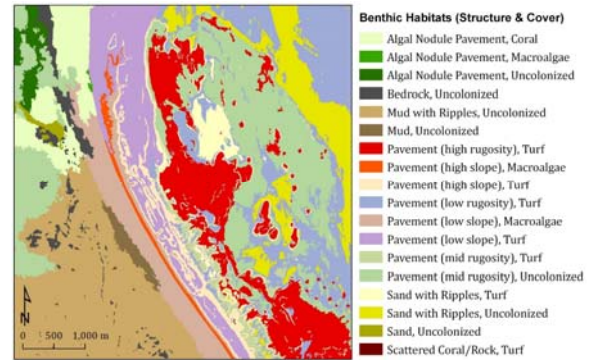 Benthic Habitats (Structure & Cover)
Algal Nodule Pavement, Coral
Algal Nodule Pavement, Macroalgae
Algal Nodule Pavement, Uncolonized
Bedrock, Uncolonized
Mud with Ripples, Uncolonized
Mud, Uncolonized
Pavement (high rugosity), Turf
Pavement (high slope), Macroalgae
Pavement (high slope), Turf
Pavement (low rugosity), Turf
Pavement (low slope), Macroalgae
Pavement (low slope), Turf
Pavement (mid rugosity), Turf
Pavement (mid rugosity), Uncolonized
Sand with Ripples, Turf
Sand with Ripples, Uncolonized
Sand, Uncolonized
Scattered Coral/Rock, Turf
N
0 500 1,000 m